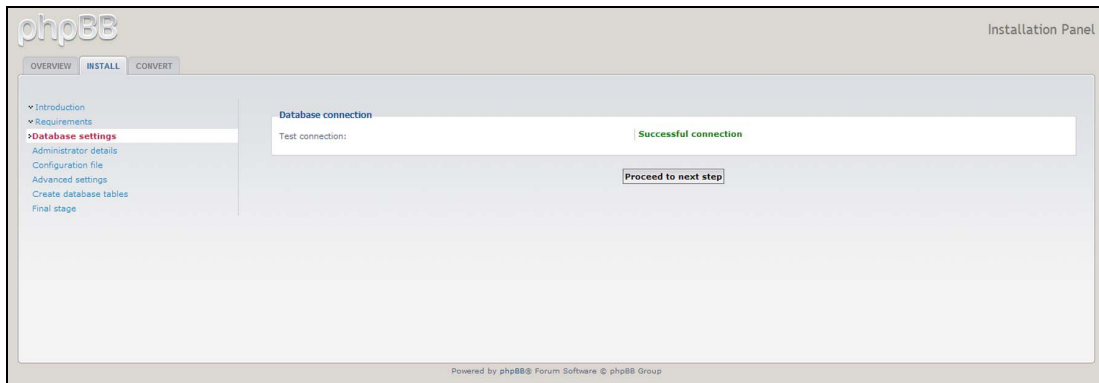 phpBB
Installation Panel
OVERVIEW INSTALL CONVERT
Introduction
Requirements
Database settings
Administrator details
Configuration file
Advanced settings
Create database tables
Final stage
Database connection
Test connection: Successful connection
Proceed to next step
Powered by phpBB® Forum Software © phpBB Group